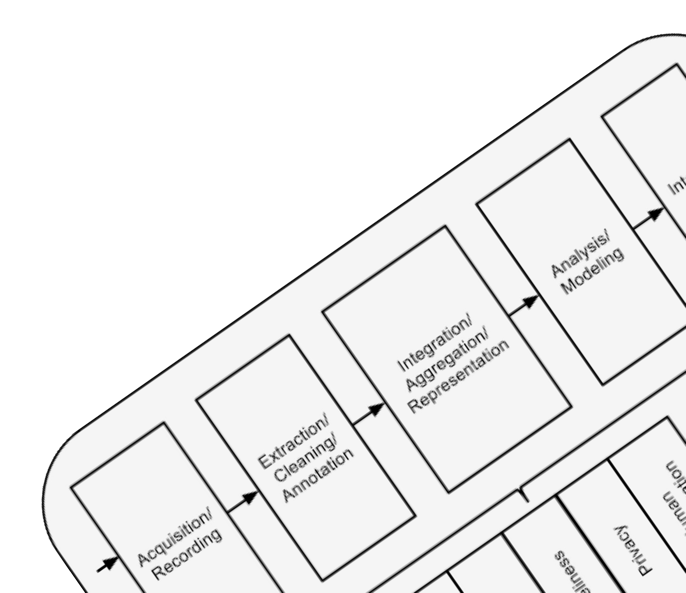 Acquisition/
Recording
Extraction/
Cleaning/
Annotation
Integration/
Aggregation/
Representation
Analysis/
Modeling
Privacy